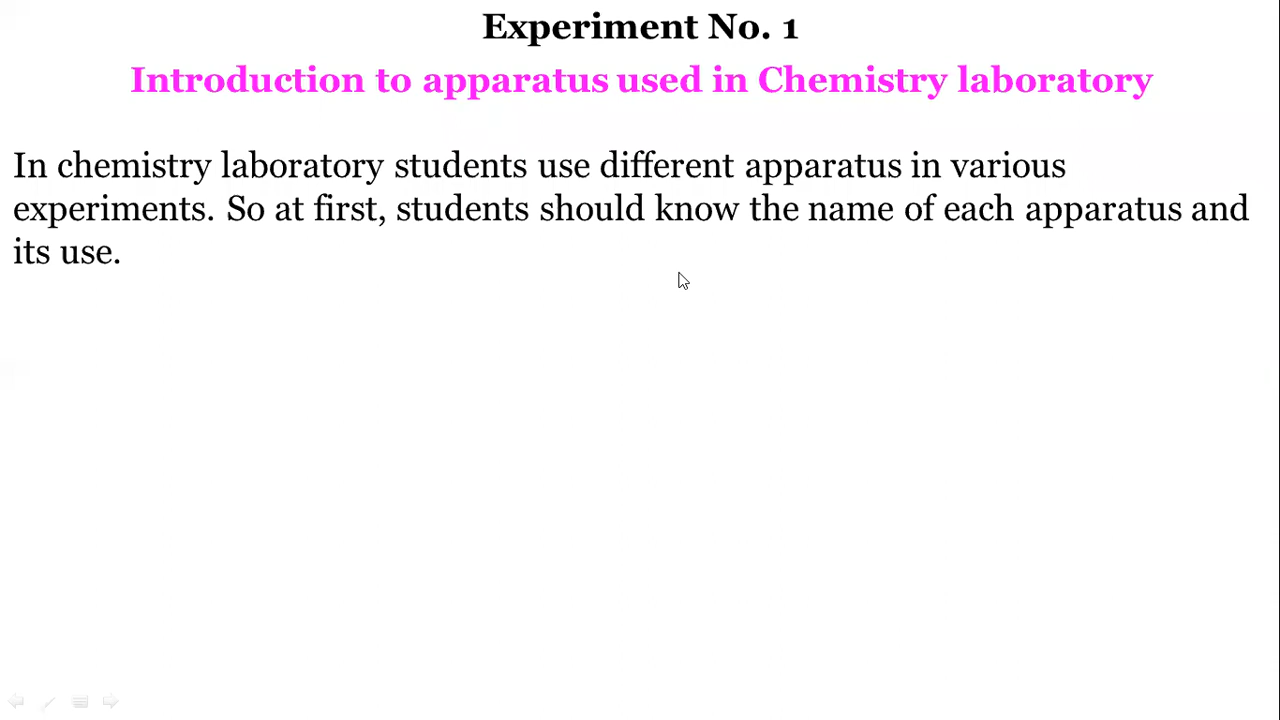 Experiment No. 1
Introduction to apparatus used in Chemistry laboratory
In chemistry laboratory students use different apparatus in various
experiments. So at first, students should know the name of each apparatus and
its use.